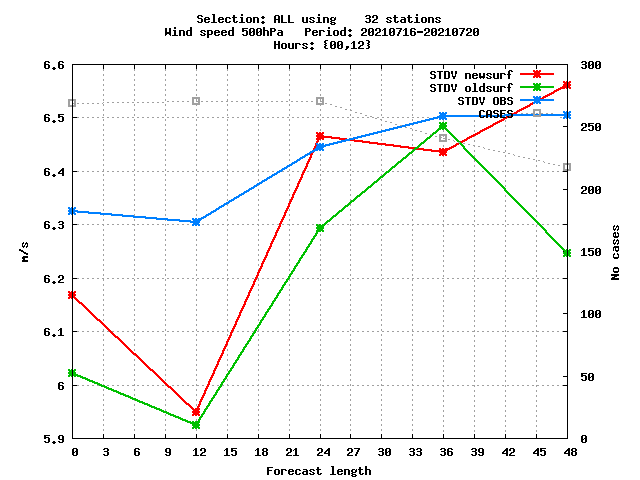 Selection: ALL using    32 stations
Wind speed 500hPa   Period: 20210716-20210720
Hours: {00,12}
STDV newsurf
STDV oldsurf
STDV OBS
CASES
6.6
6.5
6.4
6.3
6.2
6.1
6
5.9
m/s
300
250
200
150
100
50
0
No cases
0 3 6 9 12 15 18 21 24 27 30 33 36 39 42 45 48
Forecast length